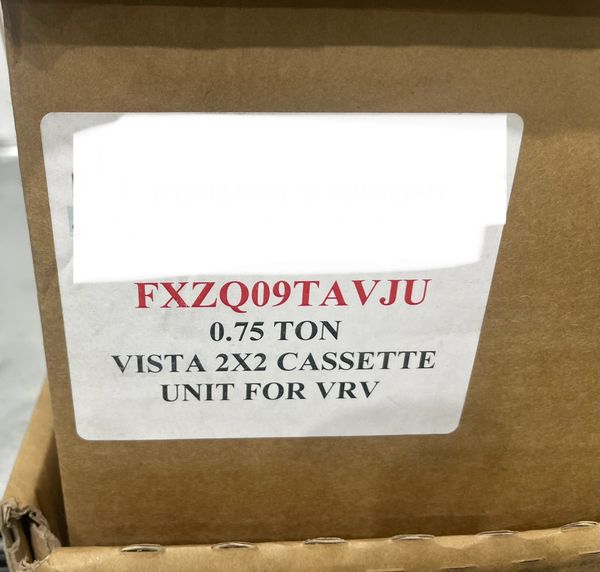 FXZQ09TAVJU
0.75 TON
VISTA 2X2 CASSETTE
UNIT FOR VRV